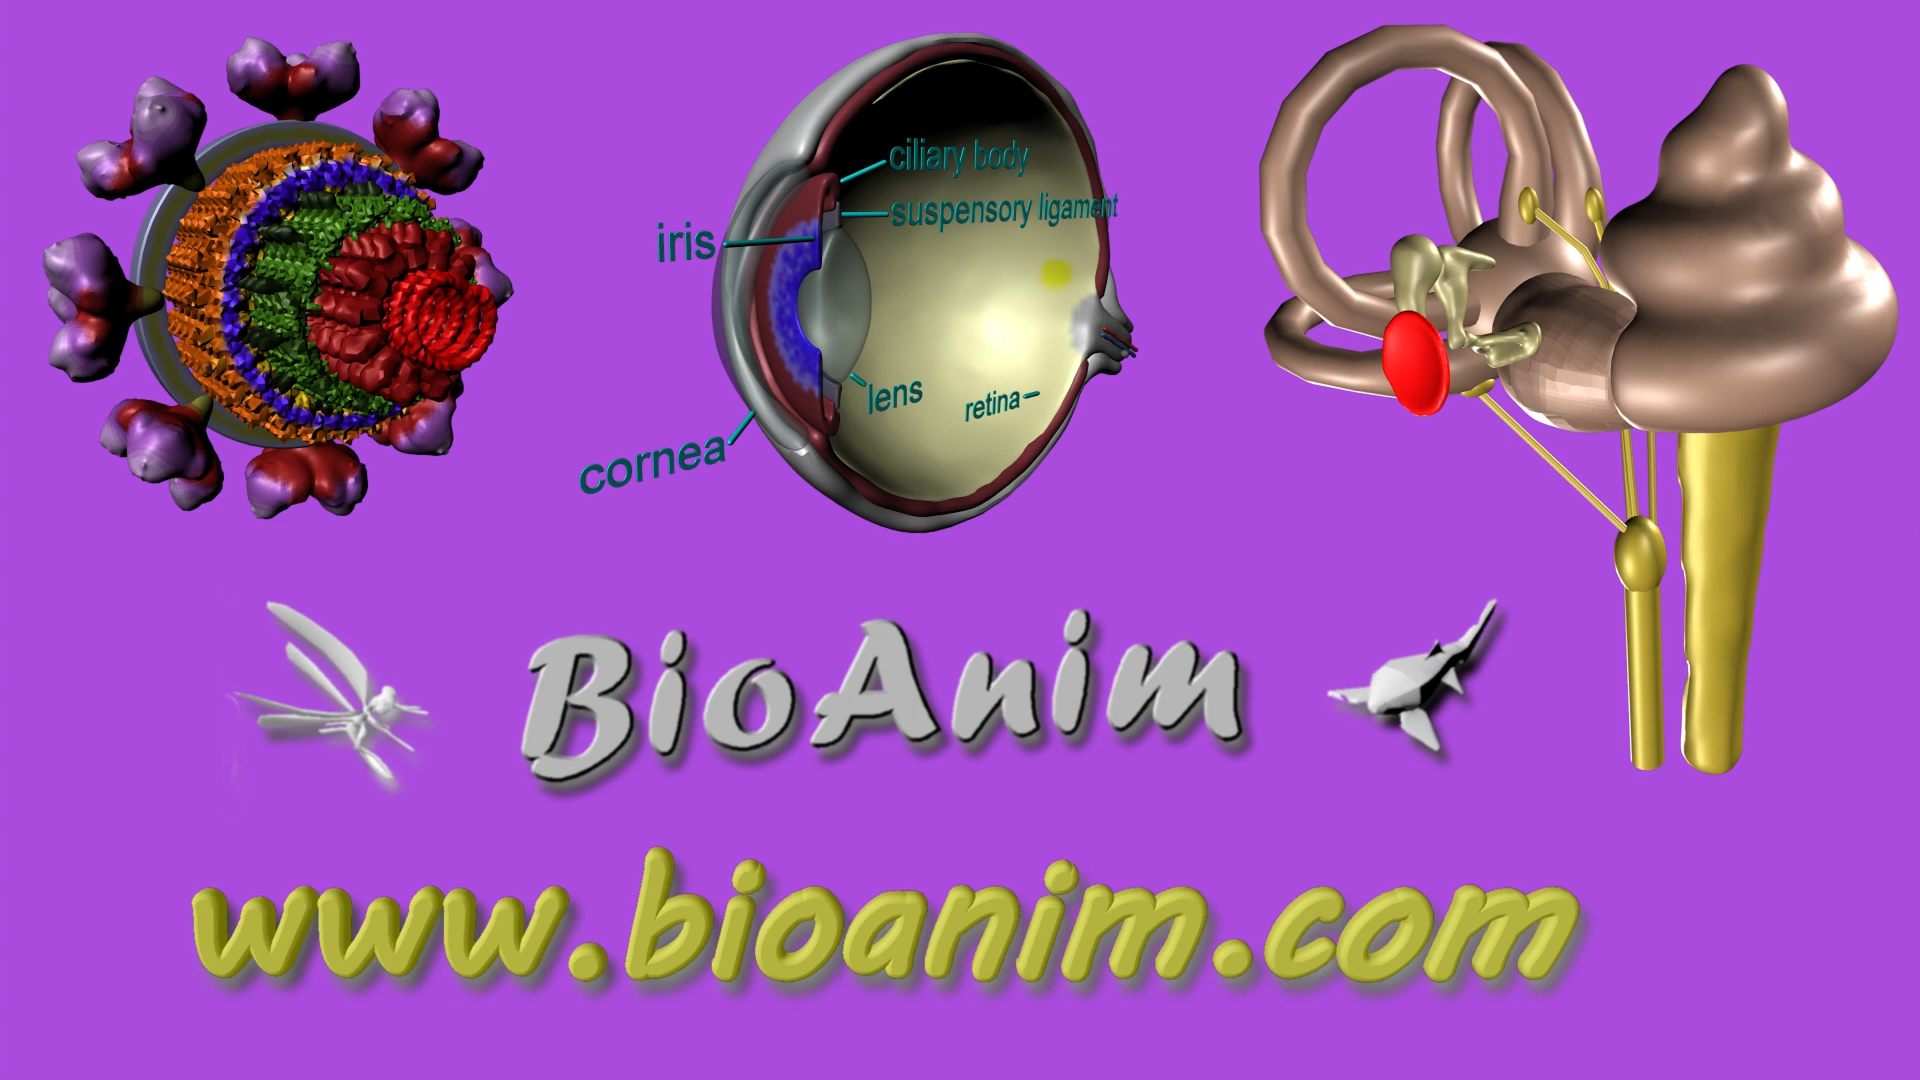 ciliary body
suspensory ligament
iris
lens
retina
cornea
BioAnim
www.bioanim.com